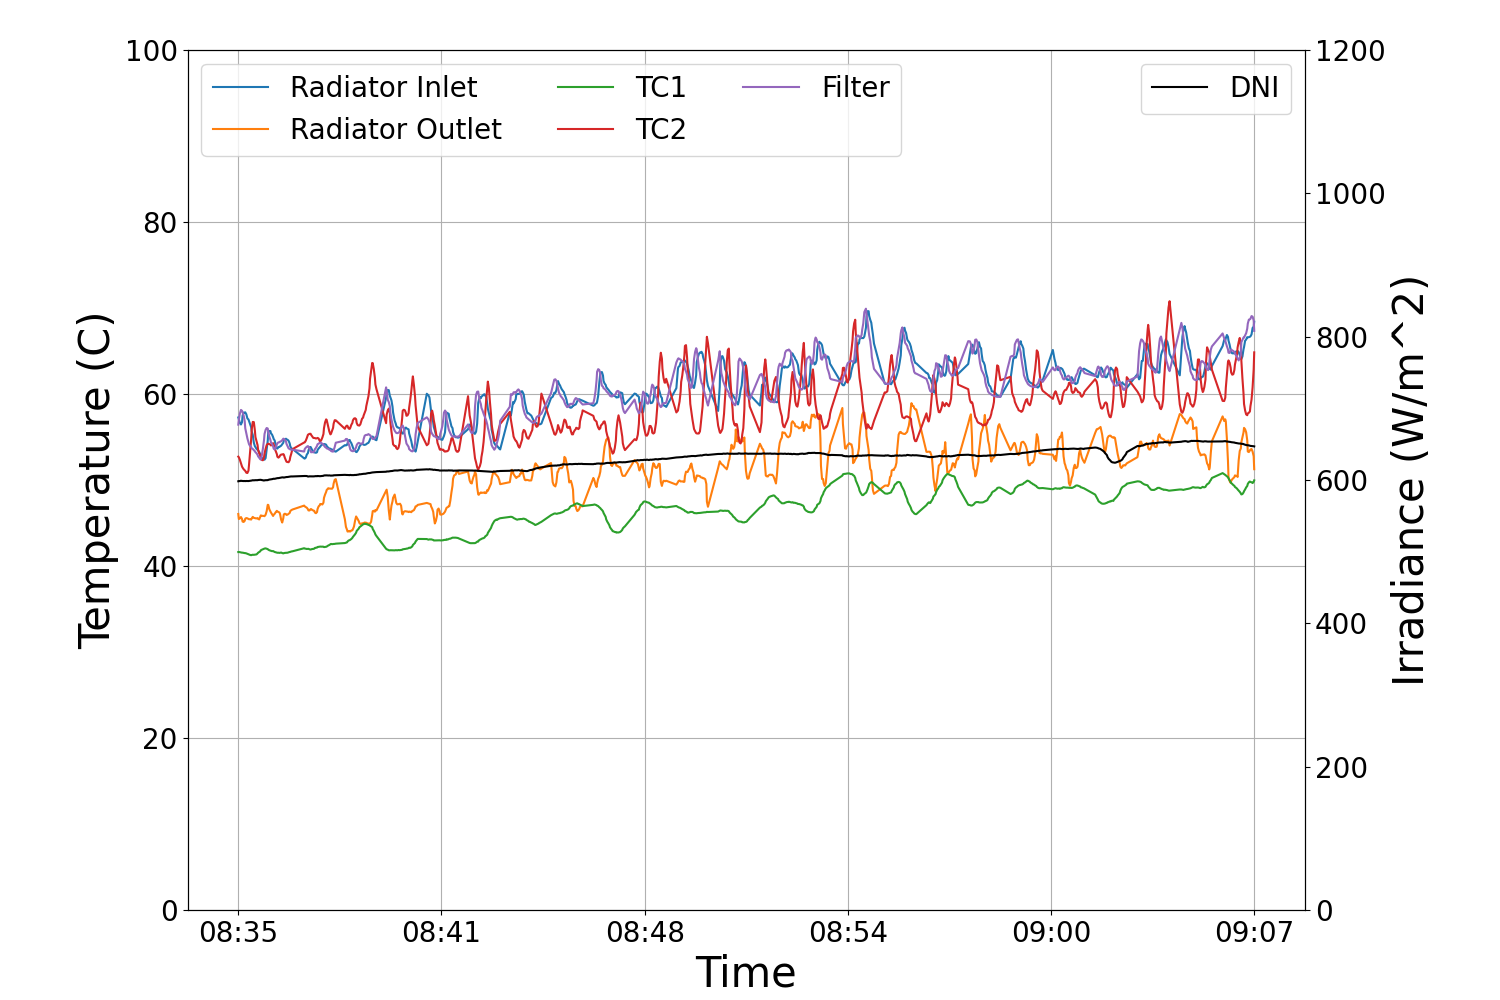 100
80
60
40
20
0
Temperature (C)
Radiator Inlet
Radiator Outlet
TC1
TC2
Filter
DNI
1200
1000
800
600
400
200
0
Irradiance (W/m^2)
08:35
08:41
08:48
08:54
09:00
09:07
Time